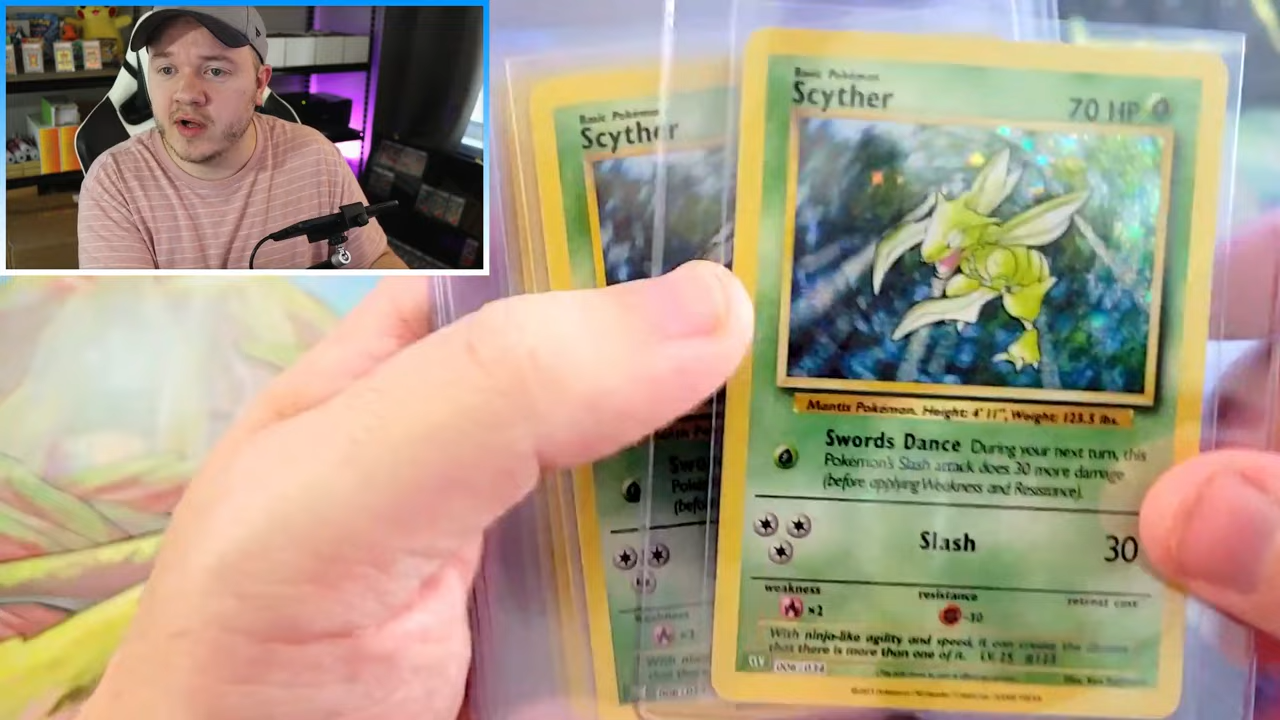 Basic Pokémon
Scyther
Basic Pokémon
Scyther
70 HP
Mantis Pokémon. Height: 4' 11", Weight: 123.5 lbs.
Swords Dance During your next turn, this
Pokémon's Slash attack does 30 more damage
(before applying Weakness and Resistance).
Slash
30
weakness
resistance
retreat cost
×2
-30
With ninja-like agility and speed, it can create the illusion
that there is more than one of it. LV. 25 #123
weakness